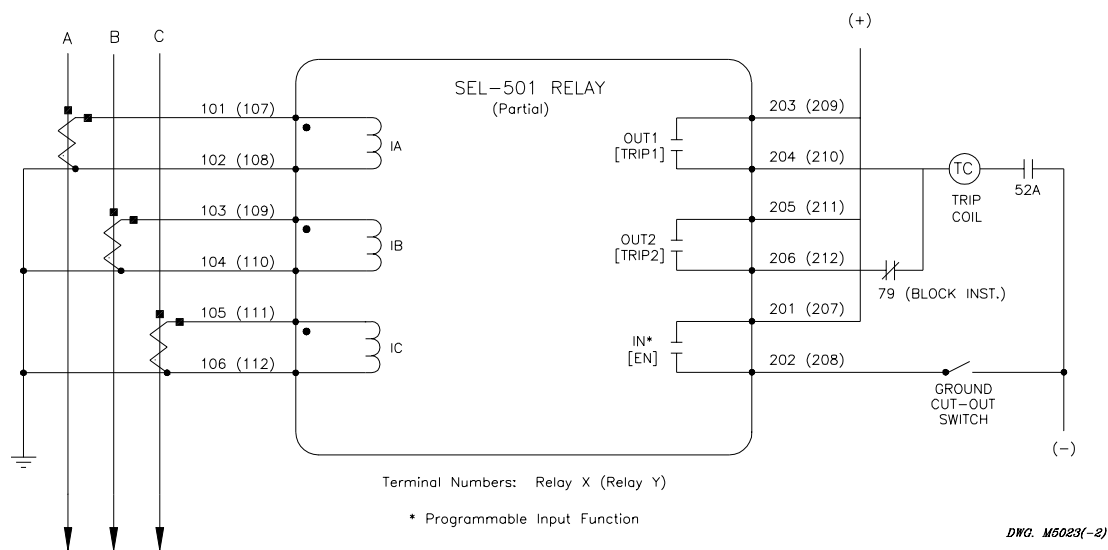 (+)
A B C
SEL-501 RELAY
(Partial)
101 (107)
203 (209)
IA
OUT1
[TRIP1]
102 (108)
204 (210)
TC
52A
TRIP
COIL
103 (109)
205 (211)
IB
OUT2
[TRIP2]
104 (110)
206 (212)
79 (BLOCK INST.)
105 (111)
201 (207)
IC
IN*
[EN]
106 (112)
202 (208)
GROUND
CUT-OUT
SWITCH
(-)
Terminal Numbers: Relay X (Relay Y)
* Programmable Input Function
DWG. M5023(-2)